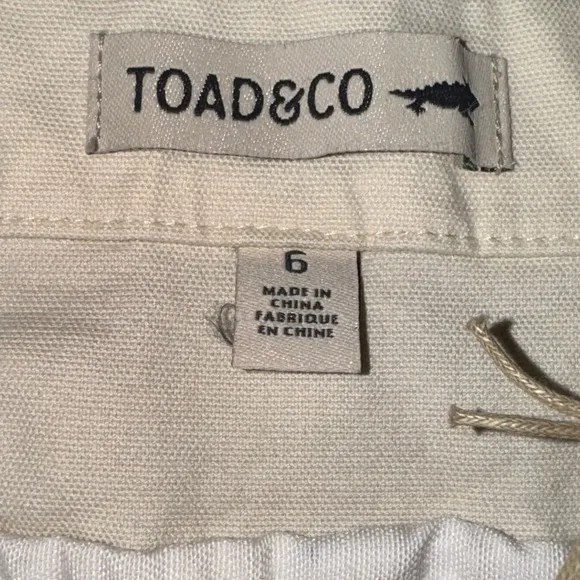 TOAD&CO
6
MADE IN
CHINA
FABRIQUE
EN CHINE